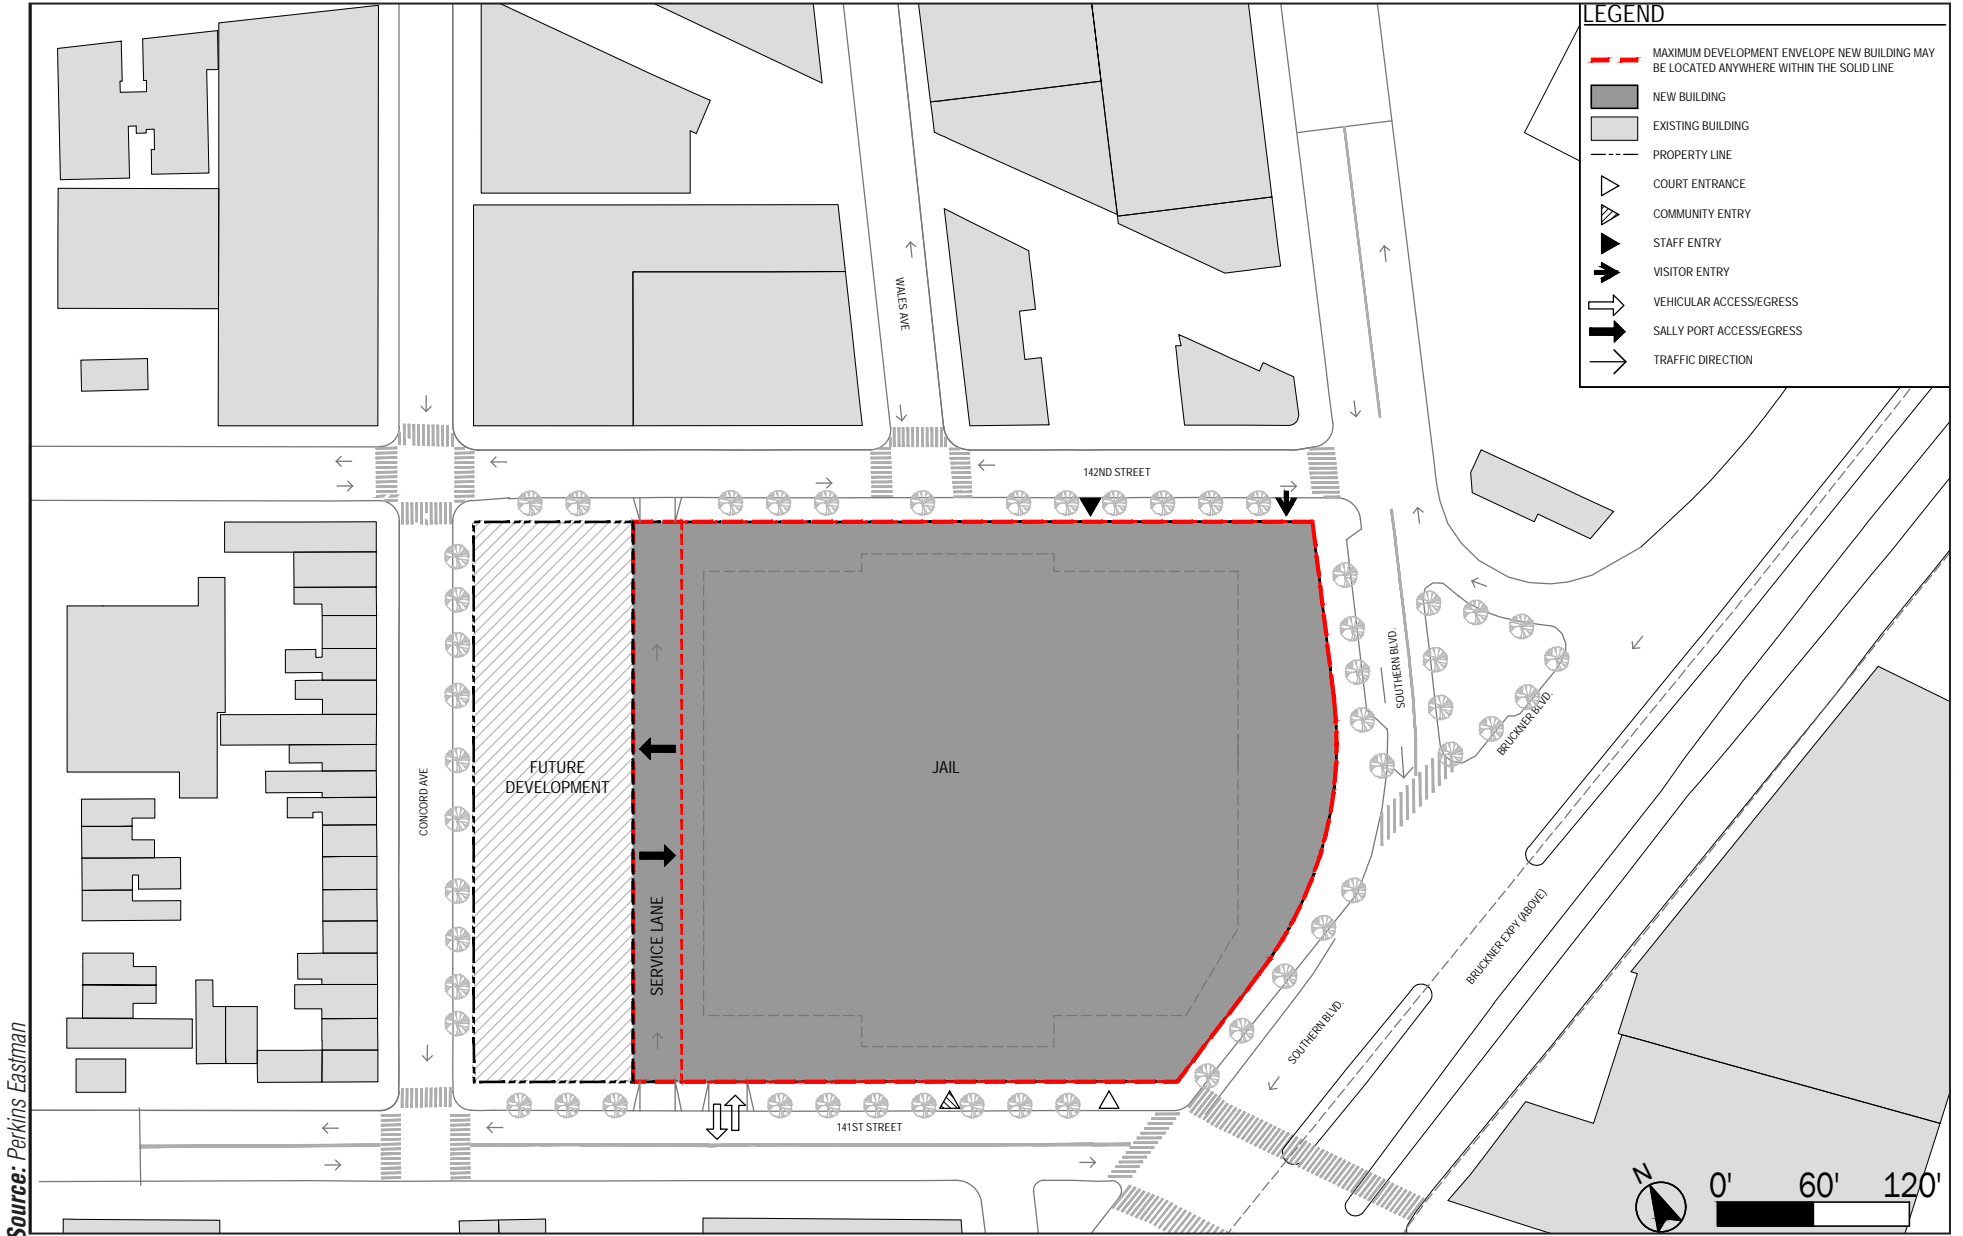 LEGEND
MAXIMUM DEVELOPMENT ENVELOPE NEW BUILDING MAY
BE LOCATED ANYWHERE WITHIN THE SOLID LINE
NEW BUILDING
EXISTING BUILDING
PROPERTY LINE
COURT ENTRANCE
COMMUNITY ENTRY
STAFF ENTRY
VISITOR ENTRY
VEHICULAR ACCESS/EGRESS
SALLY PORT ACCESS/EGRESS
TRAFFIC DIRECTION
WALES AVE
142ND STREET
SOUTHERN BLVD.
BRUCKNER BLVD.
FUTURE
DEVELOPMENT
JAIL
CONCORD AVE
SERVICE LANE
BRUCKNER EXPY (ABOVE)
SOUTHERN BLVD.
141ST STREET
N
0' 60' 120'
Source: Perkins Eastman